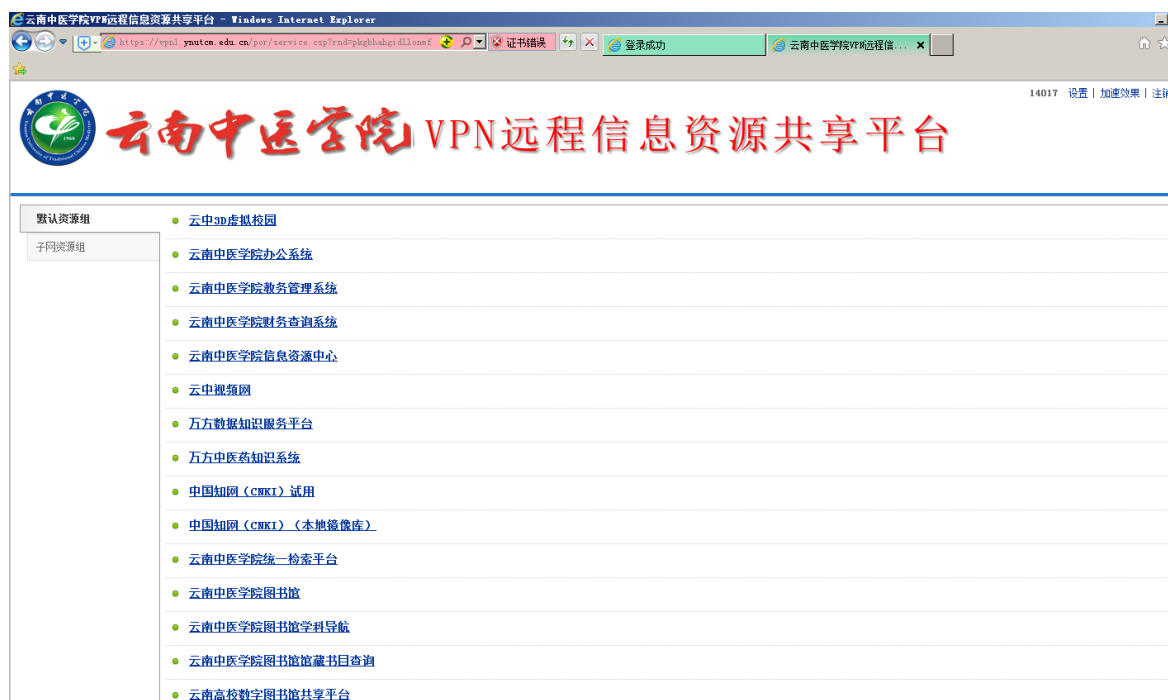 云南中医学院VPN远程信息资源共享平台 - Windows Internet Explorer
https://vpn1.ynutcm.edu.cn/por/service.csp?rnd=pkgbhahgidllonmf 证书错误 登录成功 云南中医学院VPN远程信...
14017 设置 | 加速效果 | 注销
云南中医学院 VPN远程信息资源共享平台
默认资源组
子网资源组
云中3D虚拟校园
云南中医学院办公系统
云南中医学院教务管理系统
云南中医学院财务查询系统
云南中医学院信息资源中心
云中视频网
万方数据知识服务平台
万方中医药知识系统
中国知网（CNKI）试用
中国知网（CNKI）（本地镜像库）
云南中医学院统一检索平台
云南中医学院图书馆
云南中医学院图书馆学科导航
云南中医学院图书馆馆藏书目查询
云南高校数字图书馆共享平台